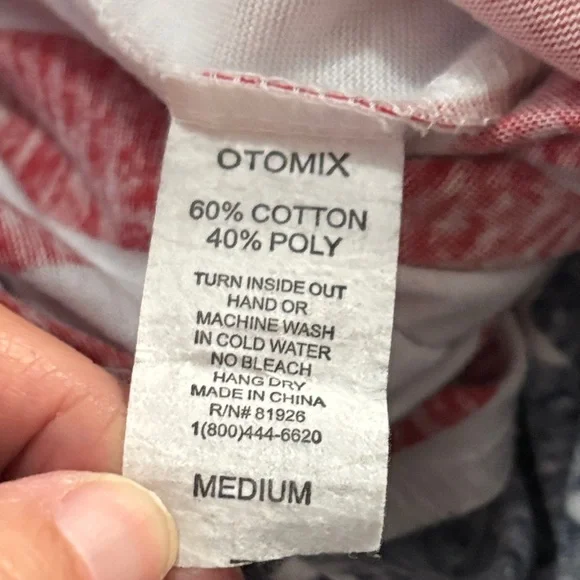 OTOMIX
60% COTTON
40% POLY
TURN INSIDE OUT
HAND OR
MACHINE WASH
IN COLD WATER
NO BLEACH
HANG DRY
MADE IN CHINA
R/N# 81926
1(800)444-6620
MEDIUM